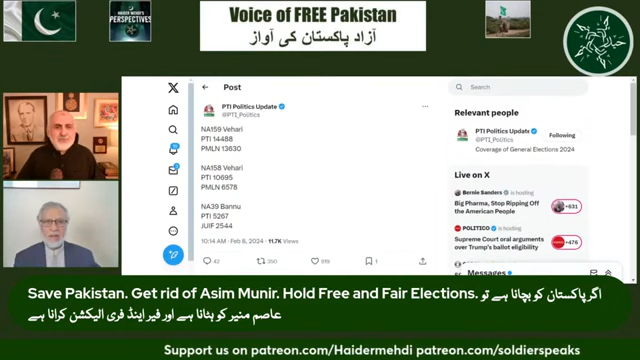 HAIDER MEHDI'S
PERSPECTIVES
Voice of FREE Pakistan
آزاد پاکستان کی آواز
Post
PTI Politics Update
@PTI_Politics
NA159 Vehari
PTI 14488
PMLN 13630
NA158 Vehari
PTI 10695
PMLN 6578
NA39 Bannu
PTI 5267
JUIF 2544
10:14 AM · Feb 8, 2024 · 11.7K Views
42
350
919
1
Search
Relevant people
PTI Politics Update
@PTI_Politics
Following
Coverage of General Elections 2024
Live on X
Bernie Sanders is hosting
Big Pharma, Stop Ripping Off
the American People
+631
POLITICO is hosting
Supreme Court oral arguments
over Trump's ballot eligibility
+476
Messages
Save Pakistan. Get rid of Asim Munir. Hold Free and Fair Elections. اگر پاکستان کو بچانا ہے تو
عاصم منیر کو ہٹانا ہے اور فیر اینڈ فری الیکشن کرانا ہے
Support us on patreon.com/Haidermehdi patreon.com/soldierspeaks